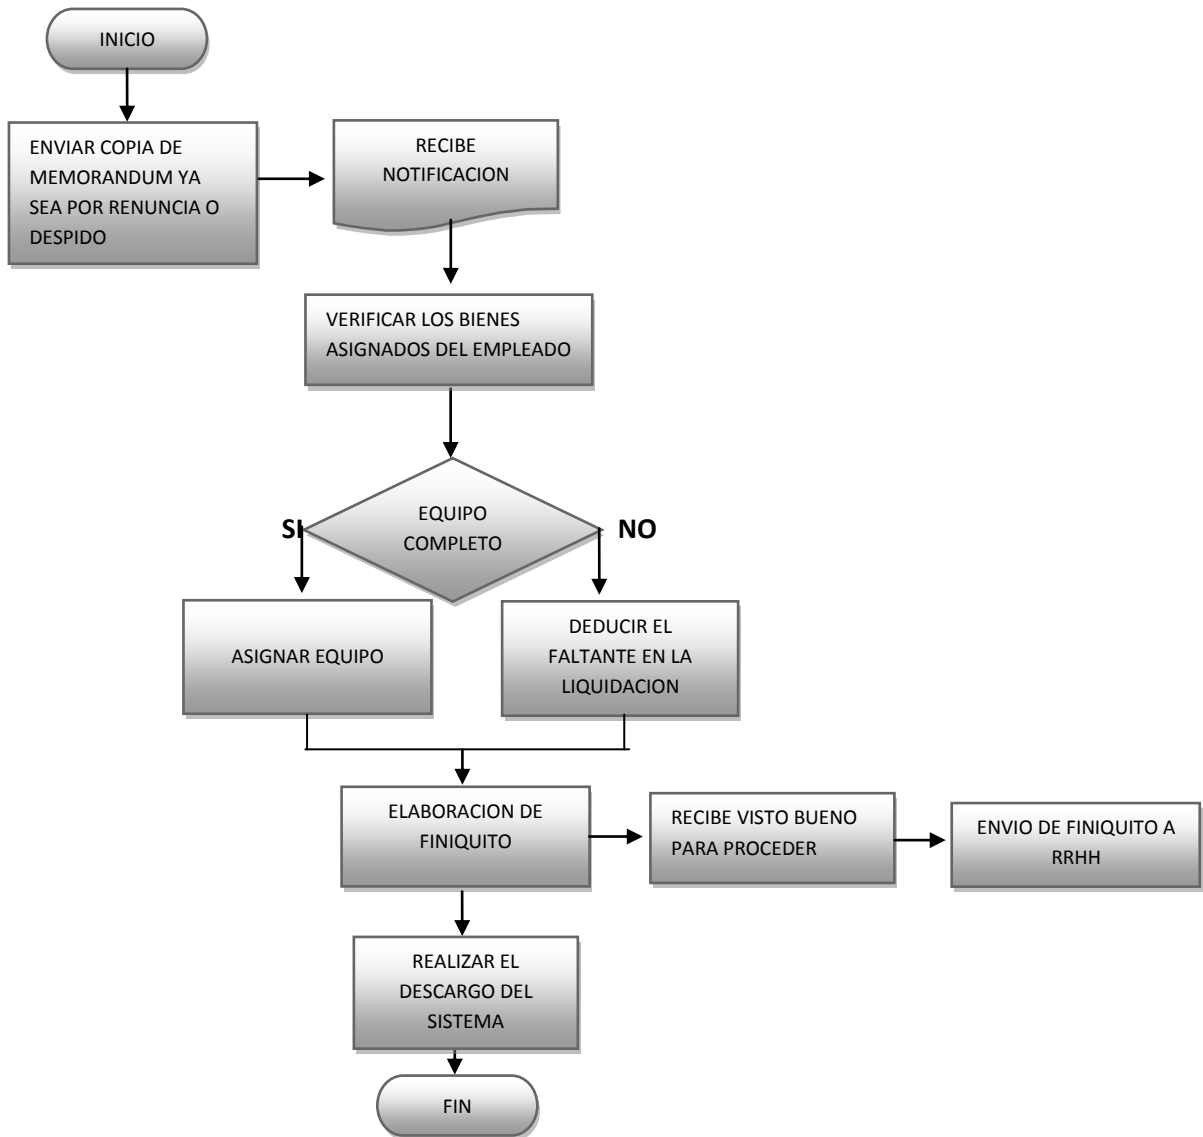 INICIO
ENVIAR COPIA DE
MEMORANDUM YA
SEA POR RENUNCIA O
DESPIDO
RECIBE
NOTIFICACION
VERIFICAR LOS BIENES
ASIGNADOS DEL EMPLEADO
EQUIPO
COMPLETO
SI
NO
ASIGNAR EQUIPO
DEDUCIR EL
FALTANTE EN LA
LIQUIDACION
ELABORACION DE
FINIQUITO
RECIBE VISTO BUENO
PARA PROCEDER
ENVIO DE FINIQUITO A
RRHH
REALIZAR EL
DESCARGO DEL
SISTEMA
FIN